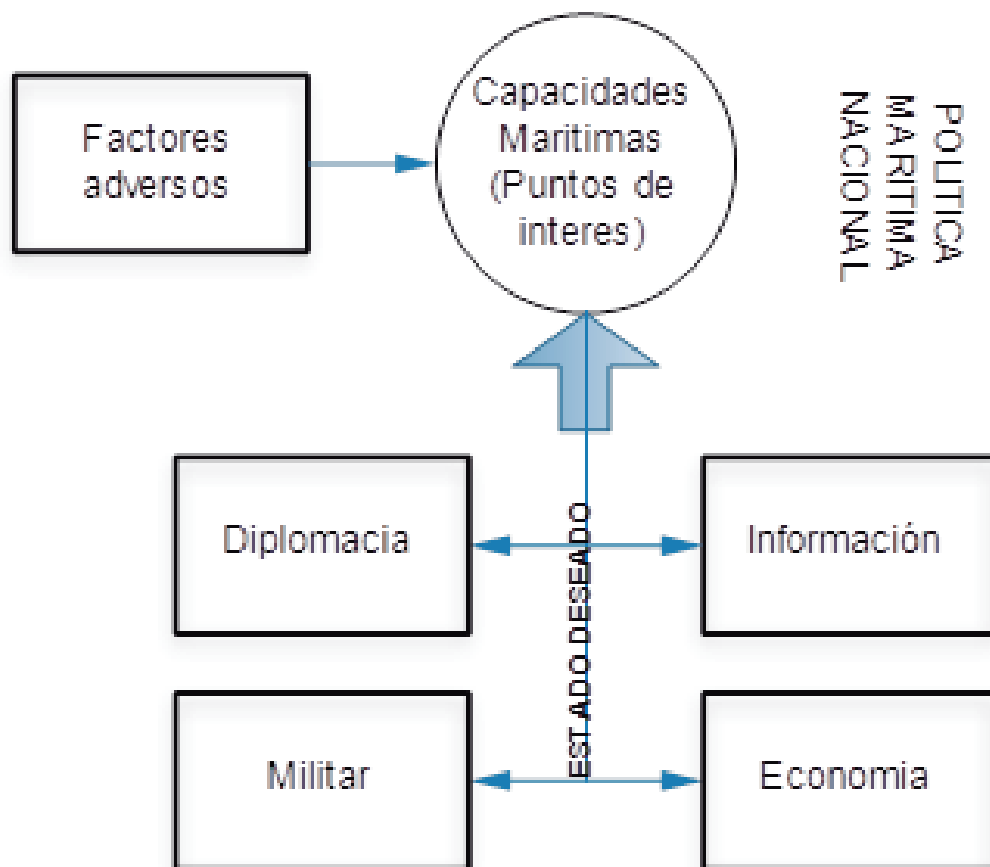 Factores
adversos
Capacidades
Maritimas
(Puntos de
interes)
POLITICA
MARITIMA
NACIONAL
Diplomacia
Información
ESTADO DESEADO
Militar
Economia